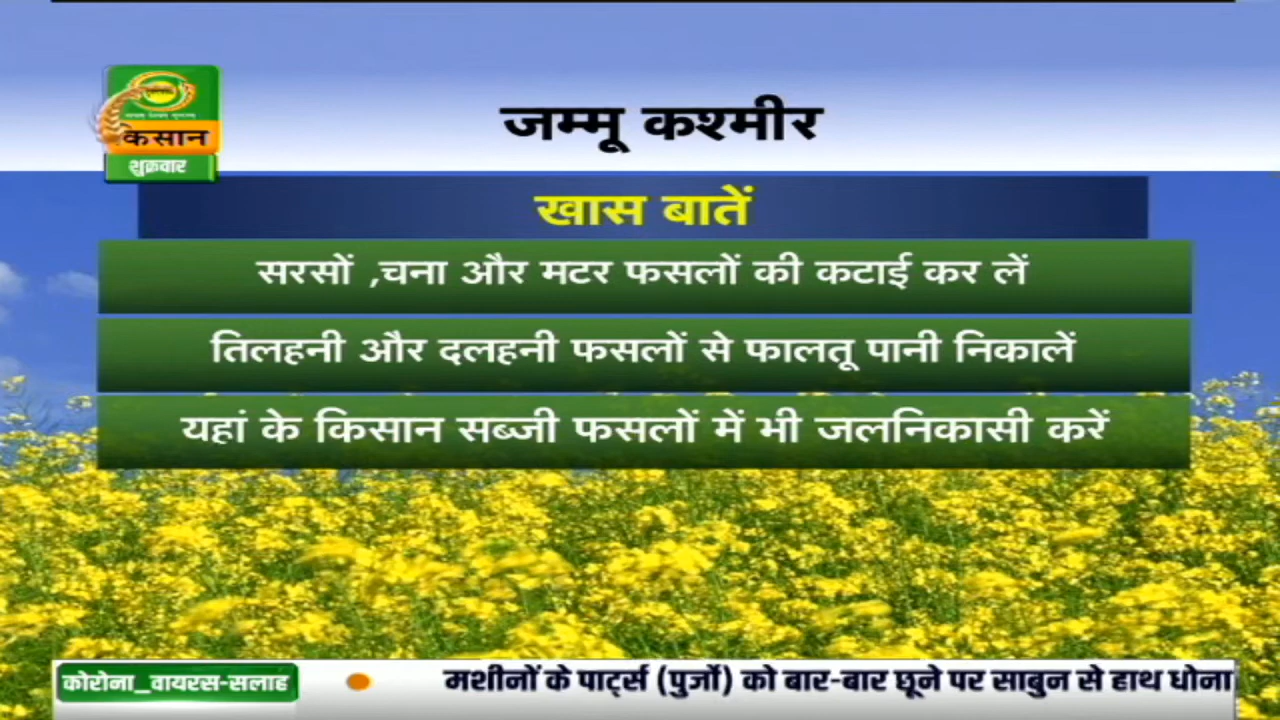 किसान
शुक्रवार
जम्मू कश्मीर
खास बातें
सरसों ,चना और मटर फसलों की कटाई कर लें
तिलहनी और दलहनी फसलों से फालतू पानी निकालें
यहां के किसान सब्जी फसलों में भी जलनिकासी करें
कोरोना_वायरस-सलाह
मशीनों के पार्ट्स (पुर्जो) को बार-बार छूने पर साबुन से हाथ धोना